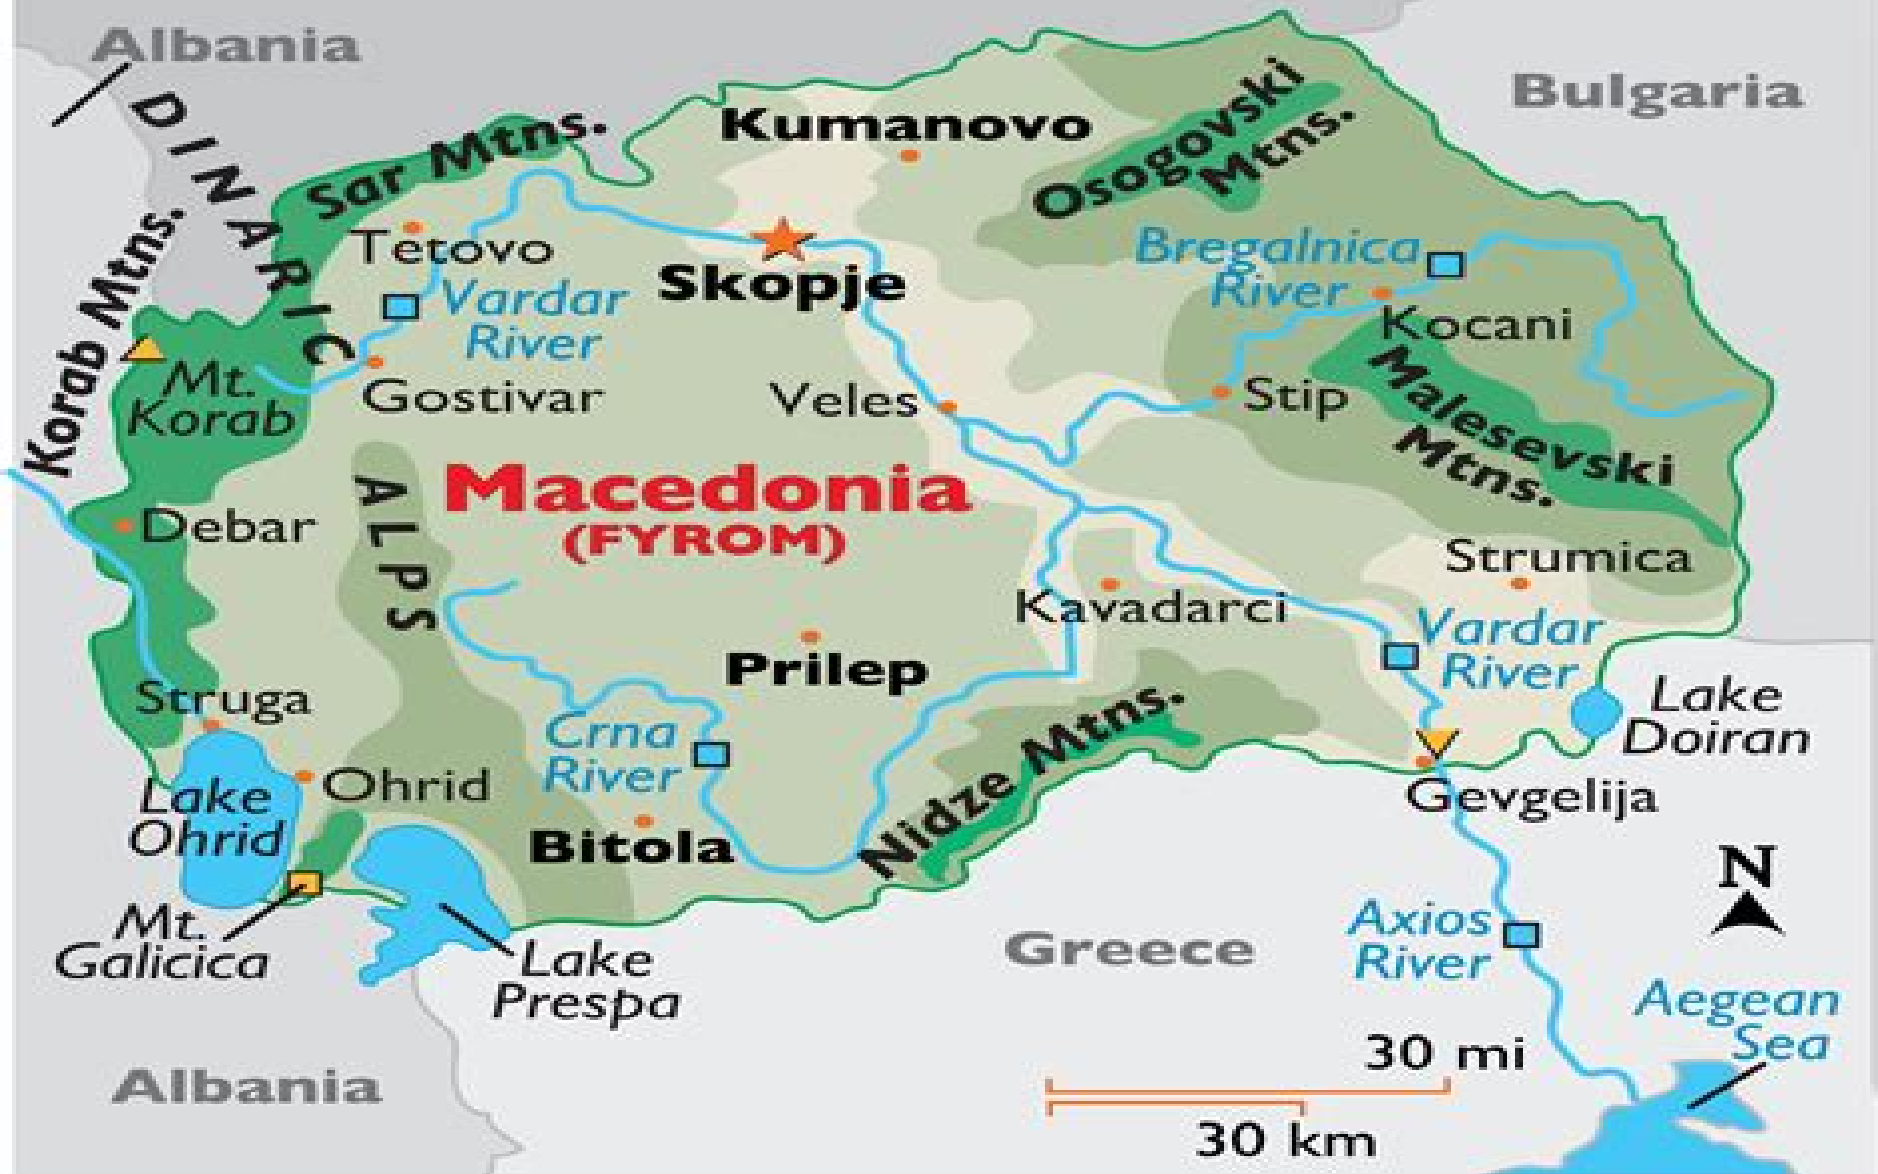 Albania
Bulgaria
DINARIC
ALPS
Sar Mtns.
Kumanovo
Osogovski
Mtns.
Korab Mtns.
Tetovo
Vardar
River
Skopje
Bregalnica
River
Kocani
Mt.
Korab
Gostivar
Veles
Stip
Malesevski
Mtns.
Macedonia
(FYROM)
Debar
Strumica
Kavadarci
Vardar
River
Prilep
Struga
Lake
Doiran
Crna
River
Nidze Mtns.
Lake
Ohrid
Ohrid
Bitola
Gevgelija
N
Mt.
Galicica
Lake
Prespa
Greece
Axios
River
Aegean
Sea
Albania
30 mi
30 km